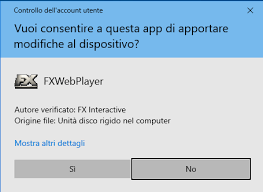 Controllo dell'account utente
Vuoi consentire a questa app di apportare
modifiche al dispositivo?
FX
FXWebPlayer
Autore verificato: FX Interactive
Origine file: Unità disco rigido nel computer
Mostra altri dettagli
Sì
No